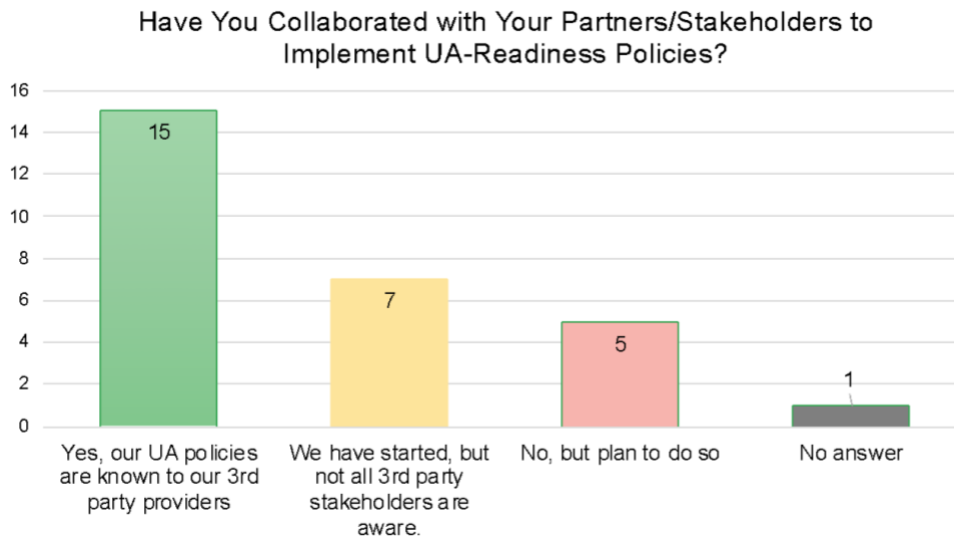 Have You Collaborated with Your Partners/Stakeholders to
Implement UA-Readiness Policies?
16
14
12
10
8
6
4
2
0
15
7
5
1
Yes, our UA policies
are known to our 3rd
party providers
We have started, but
not all 3rd party
stakeholders are
aware.
No, but plan to do so
No answer